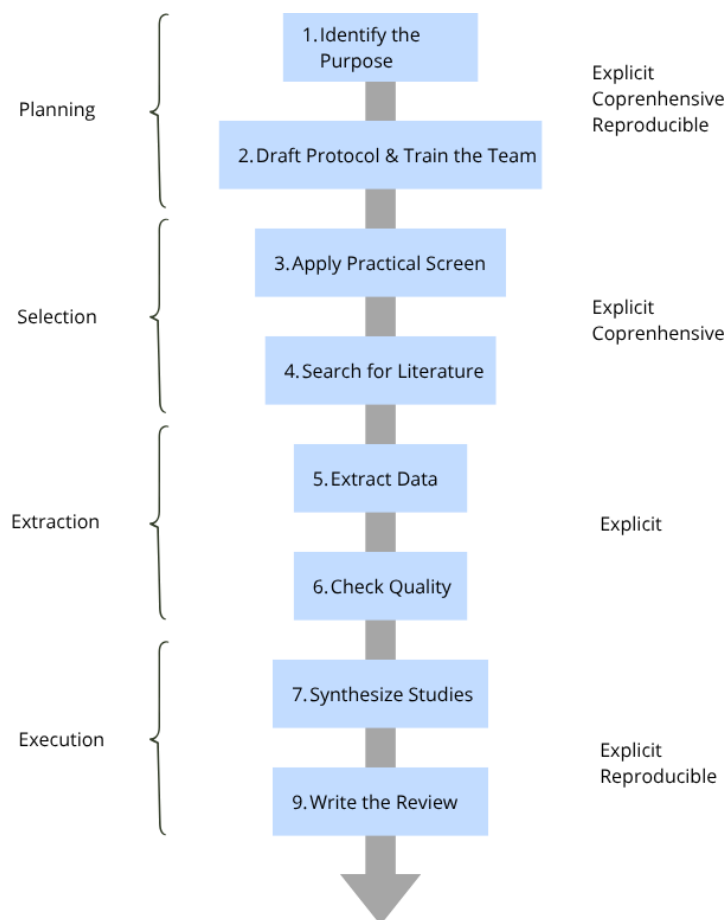 Planning
1. Identify the
Purpose
2. Draft Protocol & Train the Team
Explicit
Coprenhensive
Reproducible
Selection
3. Apply Practical Screen
4. Search for Literature
Explicit
Coprenhensive
Extraction
5. Extract Data
6. Check Quality
Explicit
Execution
7. Synthesize Studies
9. Write the Review
Explicit
Reproducible